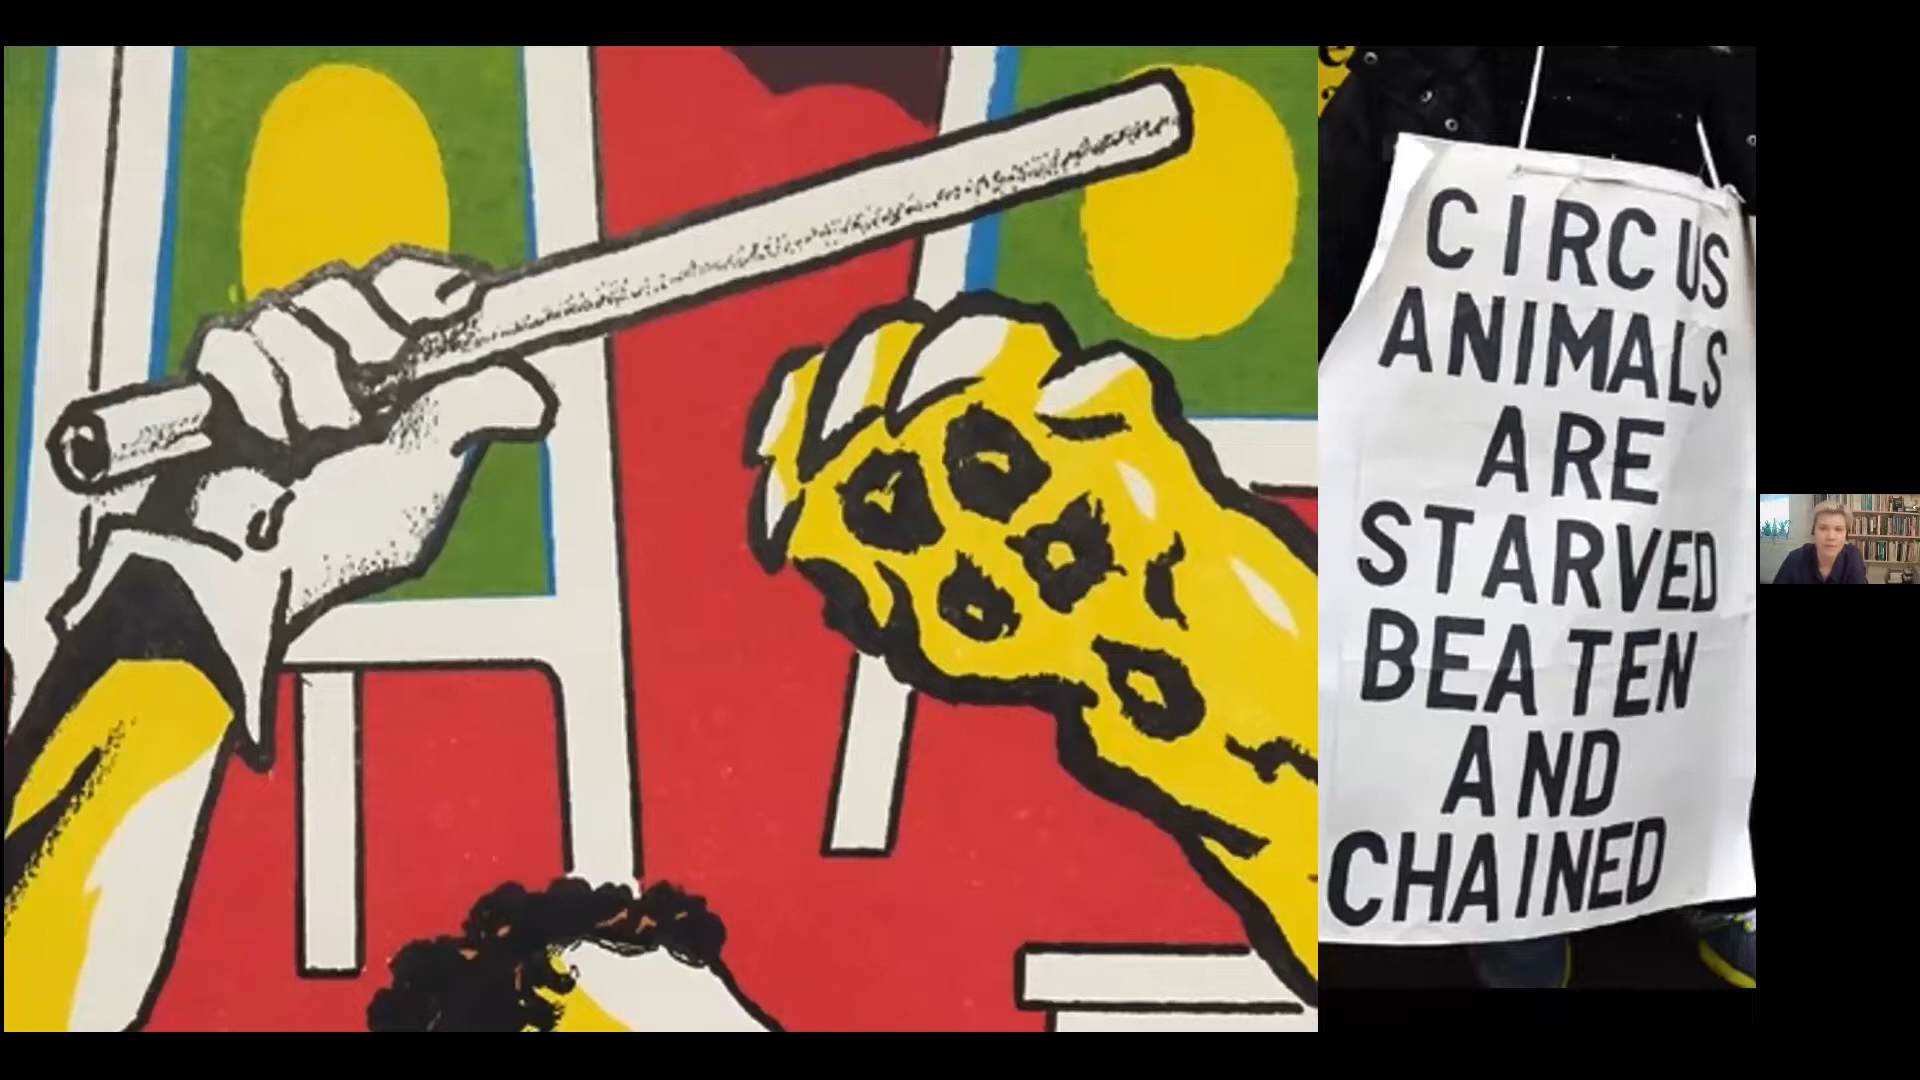 CIRCUS
ANIMALS
ARE
STARVED
BEATEN
AND
CHAINED